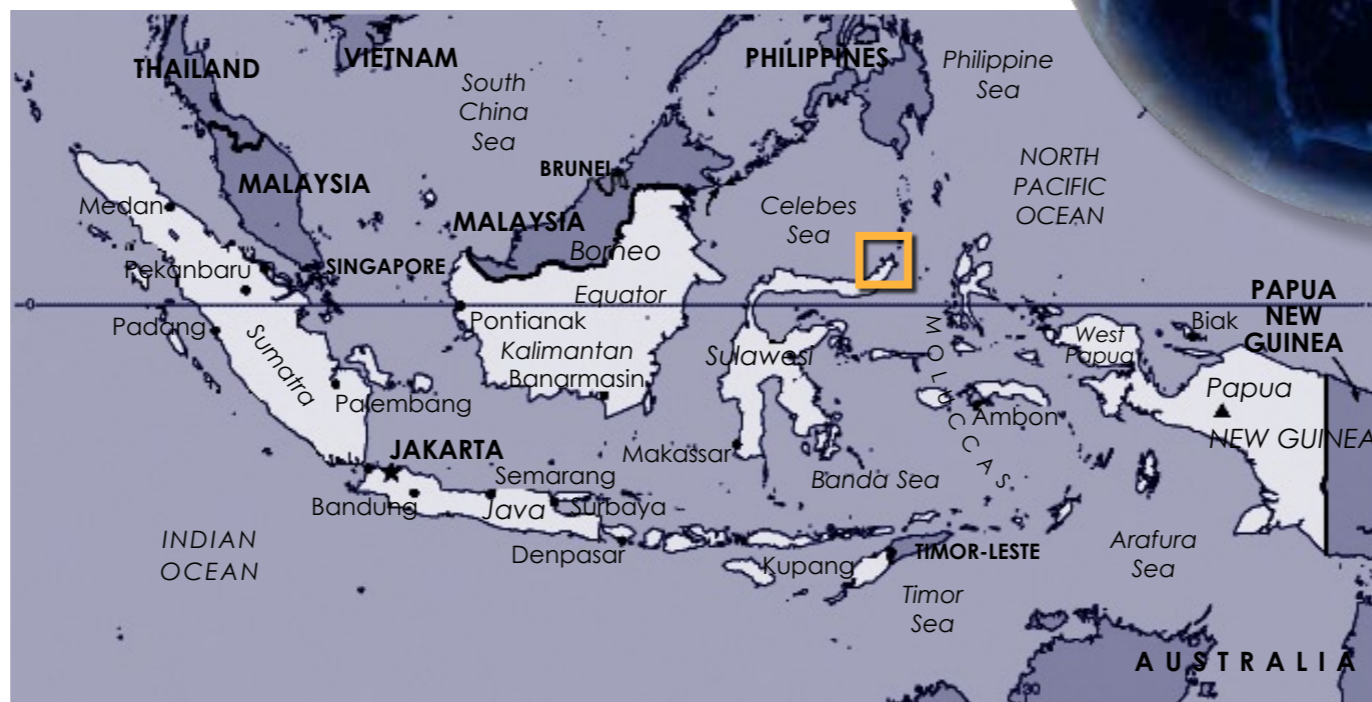 THAILAND
VIETNAM
South
China
Sea
PHILIPPINES
Philippine
Sea
NORTH
PACIFIC
OCEAN
BRUNEI
MALAYSIA
MALAYSIA
Medan
Celebes
Sea
Borneo
Pekanbaru
SINGAPORE
Equator
0
PAPUA
NEW
GUINEA
Padang
Pontianak
Biak
Sumatra
Kalimantan
Sulawesi
MOLUCCAS
West
Papua
Banarmasin
Papua
Palembang
Ambon
NEW GUINEA
JAKARTA
Makassar
Semarang
Banda Sea
Bandung
Java
Surbaya
INDIAN
OCEAN
Denpasar
Kupang
TIMOR-LESTE
Arafura
Sea
Timor
Sea
AUSTRALIA
130